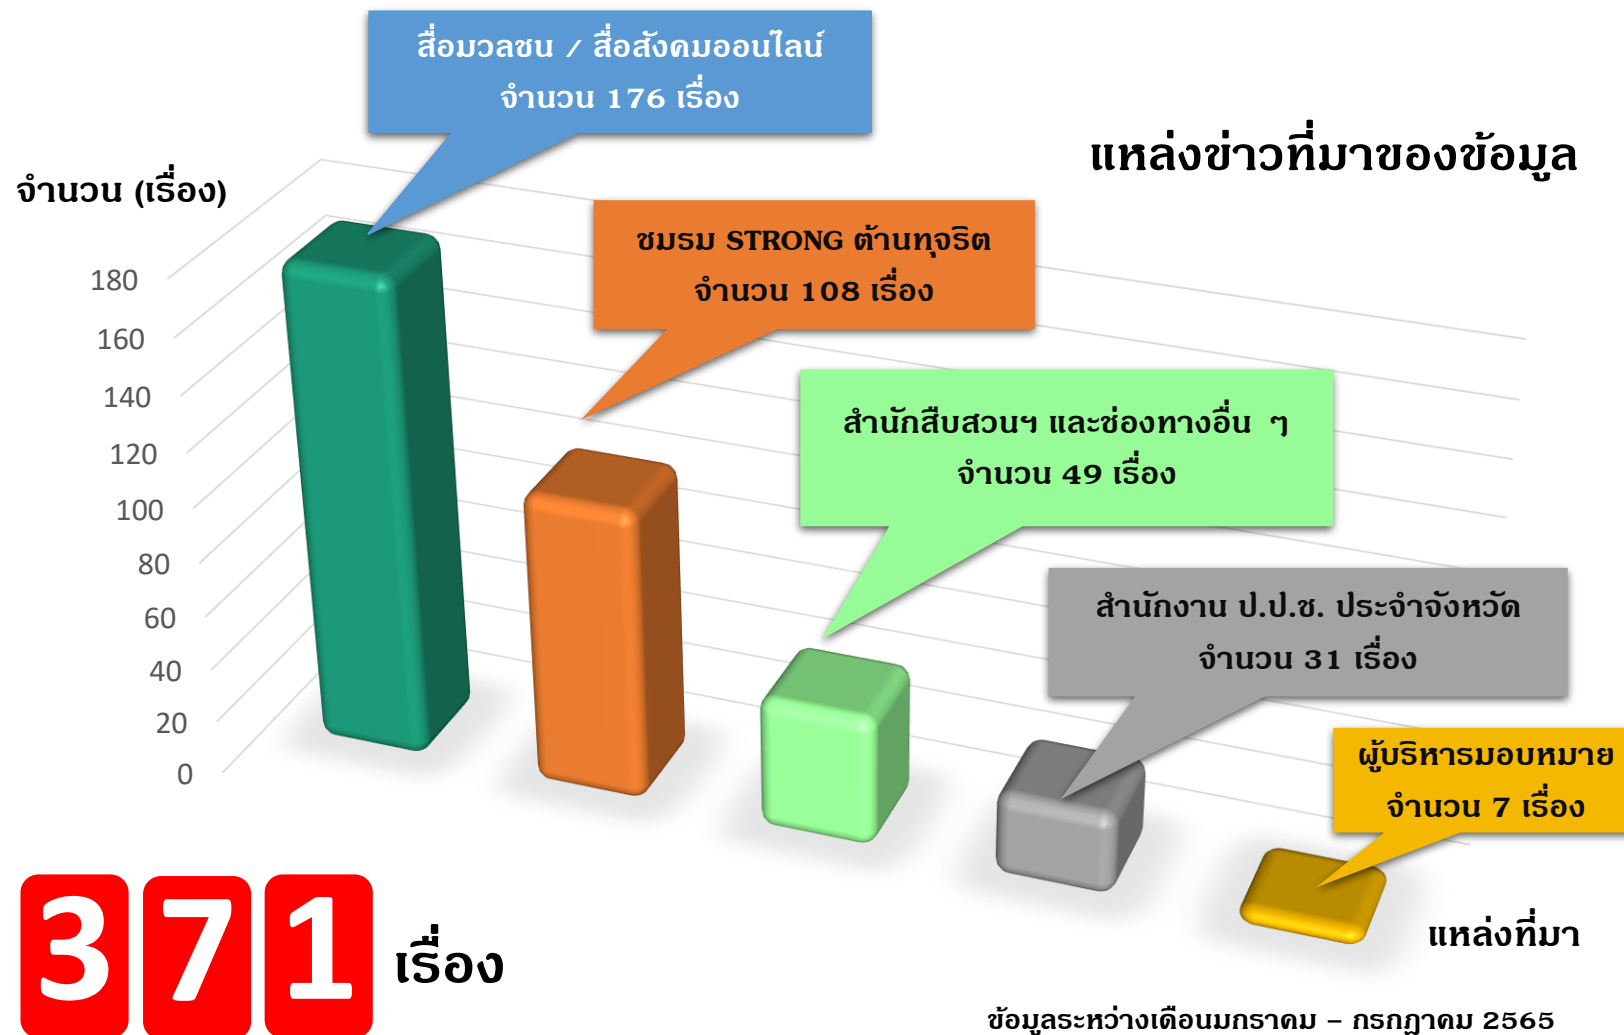 สื่อมวลชน / สื่อสังคมออนไลน์
จำนวน 176 เรื่อง
แหล่งข่าวที่มาของข้อมูล
จำนวน (เรื่อง)
ชมรม STRONG ต้านทุจริต
จำนวน 108 เรื่อง
180
160
140
120
100
80
60
40
20
0
สำนักสืบสวนฯ และช่องทางอื่น ๆ
จำนวน 49 เรื่อง
สำนักงาน ป.ป.ช. ประจำจังหวัด
จำนวน 31 เรื่อง
ผู้บริหารมอบหมาย
จำนวน 7 เรื่อง
แหล่งที่มา
371 เรื่อง
ข้อมูลระหว่างเดือนมกราคม – กรกฎาคม 2565